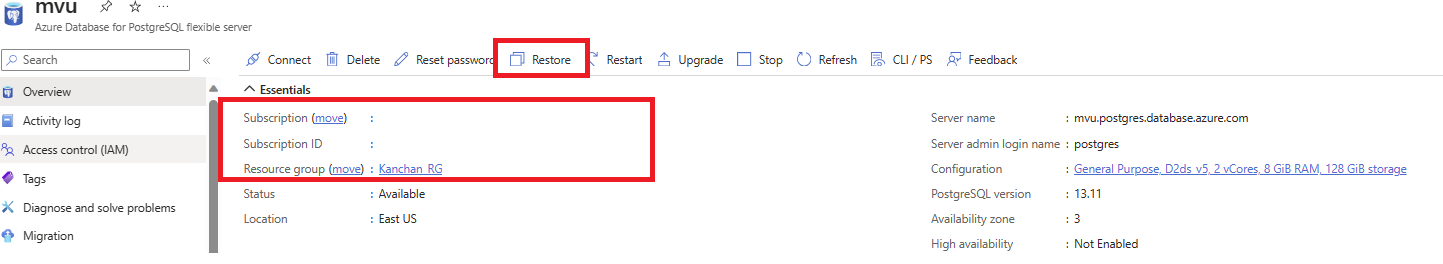 mvu
Azure Database for PostgreSQL flexible server
Search
Connect Delete Reset password Restore Restart Upgrade Stop Refresh CLI / PS Feedback
Overview
Activity log
Access control (IAM)
Tags
Diagnose and solve problems
Migration
Essentials
Subscription (move) :
Subscription ID :
Resource group (move) : Kanchan_RG
Status : Available
Location : East US
Server name : mvu.postgres.database.azure.com
Server admin login name : postgres
Configuration : General Purpose, D2ds_v5, 2 vCores, 8 GiB RAM, 128 GiB storage
PostgreSQL version : 13.11
Availability zone : 3
High availability : Not Enabled